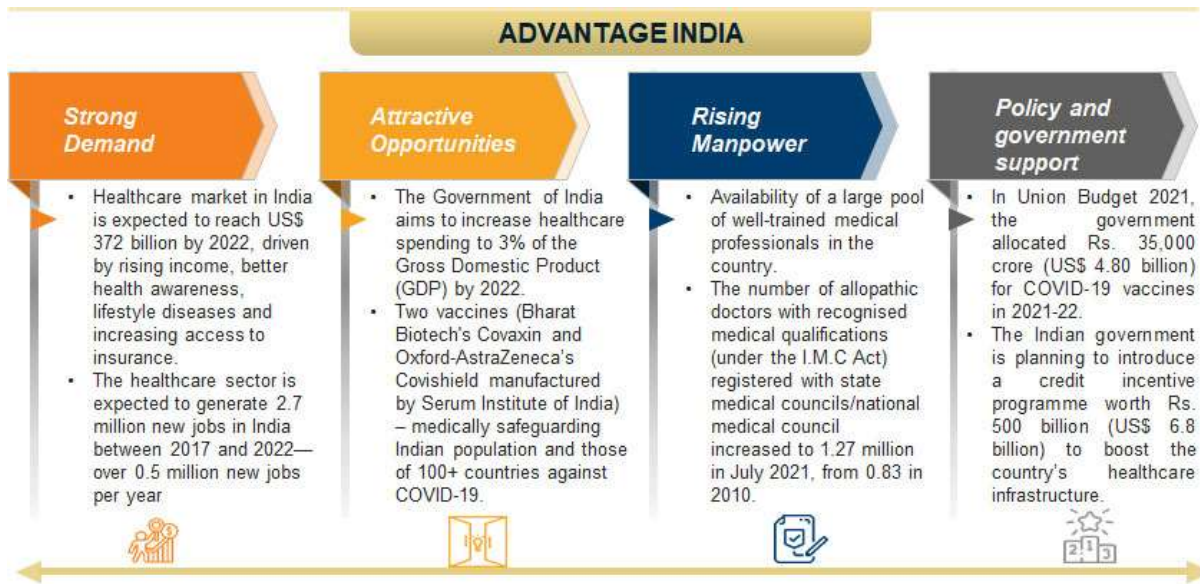 ADVANTAGE INDIA
Strong
Demand
• Healthcare market in India
is expected to reach US$
372 billion by 2022, driven
by rising income, better
health awareness,
lifestyle diseases and
increasing access to
insurance.
• The healthcare sector is
expected to generate 2.7
million new jobs in India
between 2017 and 2022—
over 0.5 million new jobs
per year
Attractive
Opportunities
• The Government of India
aims to increase healthcare
spending to 3% of the
Gross Domestic Product
(GDP) by 2022.
• Two vaccines (Bharat
Biotech's Covaxin and
Oxford-AstraZeneca's
Covishield manufactured
by Serum Institute of India)
– medically safeguarding
Indian population and those
of 100+ countries against
COVID-19.
Rising
Manpower
• Availability of a large pool
of well-trained medical
professionals in the
country.
• The number of allopathic
doctors with recognised
medical qualifications
(under the I.M.C Act)
registered with state
medical councils/national
medical council
increased to 1.27 million
in July 2021, from 0.83 in
2010.
Policy and
government
support
• In Union Budget 2021,
the government
allocated Rs. 35,000
crore (US$ 4.80 billion)
for COVID-19 vaccines
in 2021-22.
• The Indian government
is planning to introduce
a credit incentive
programme worth Rs.
500 billion (US$ 6.8
billion) to boost the
country's healthcare
infrastructure.
2 1 3